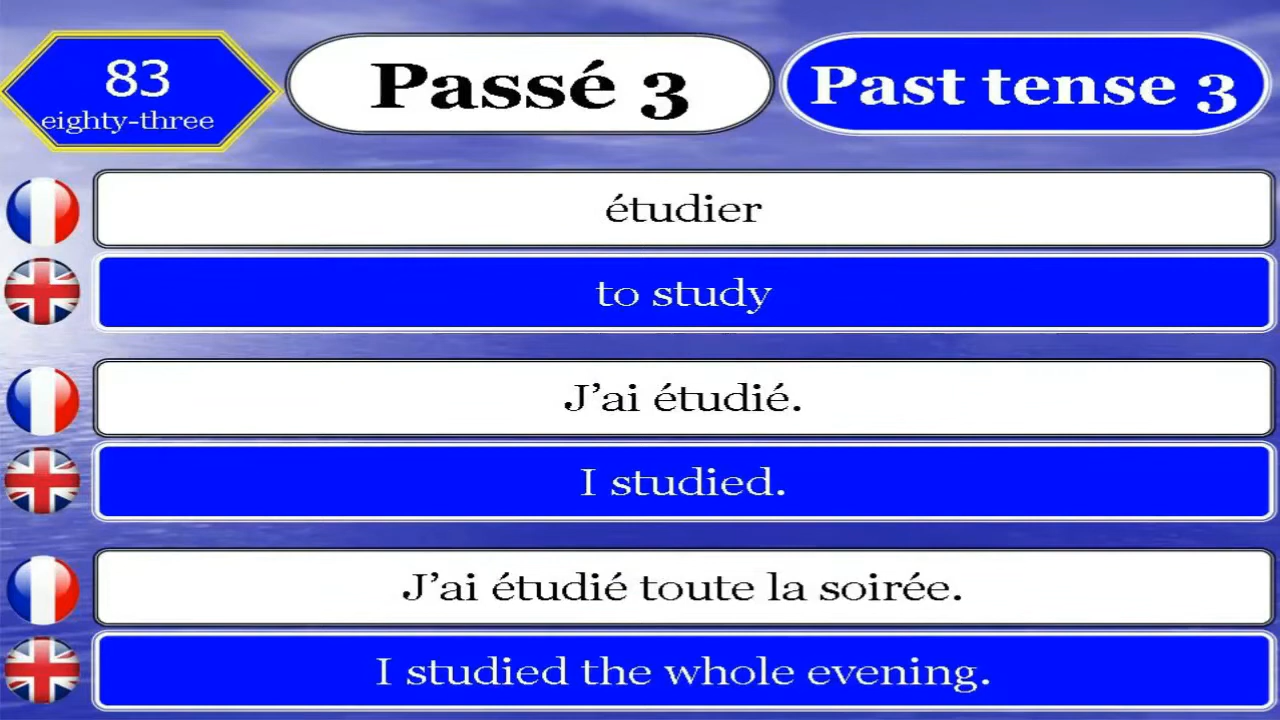 83
eighty-three
Passé 3
Past tense 3
étudier
to study
J’ai étudié.
I studied.
J’ai étudié toute la soirée.
I studied the whole evening.